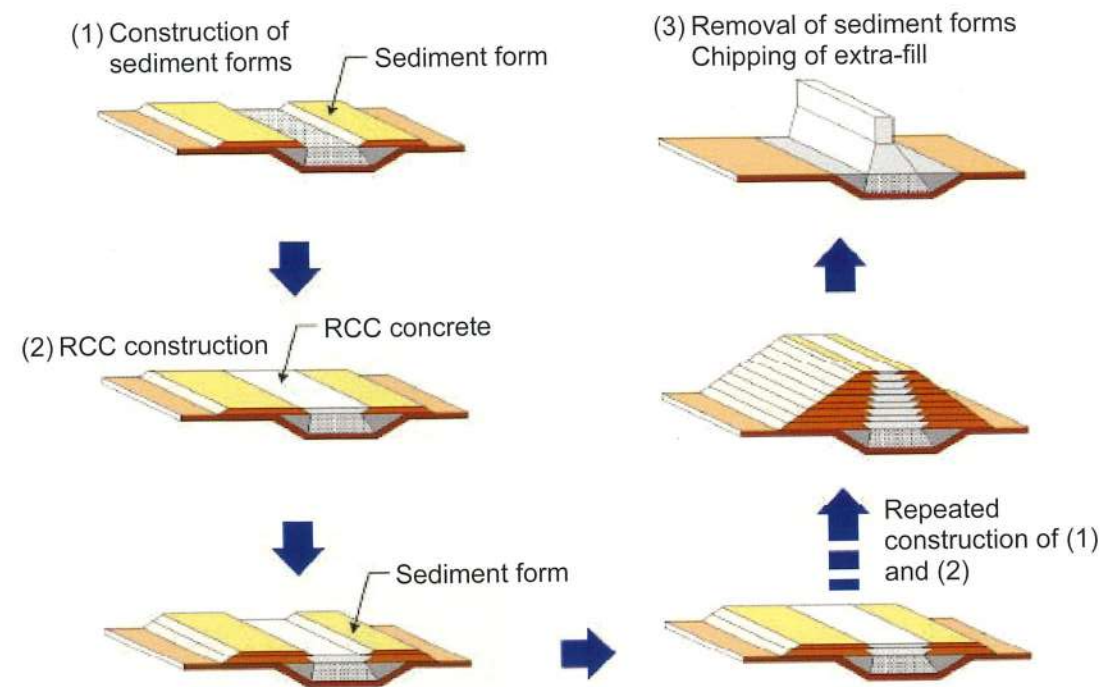 (1) Construction of
sediment forms
Sediment form
(2) RCC construction
RCC concrete
Sediment form
Repeated
construction of (1)
and (2)
(3) Removal of sediment forms
Chipping of extra-fill